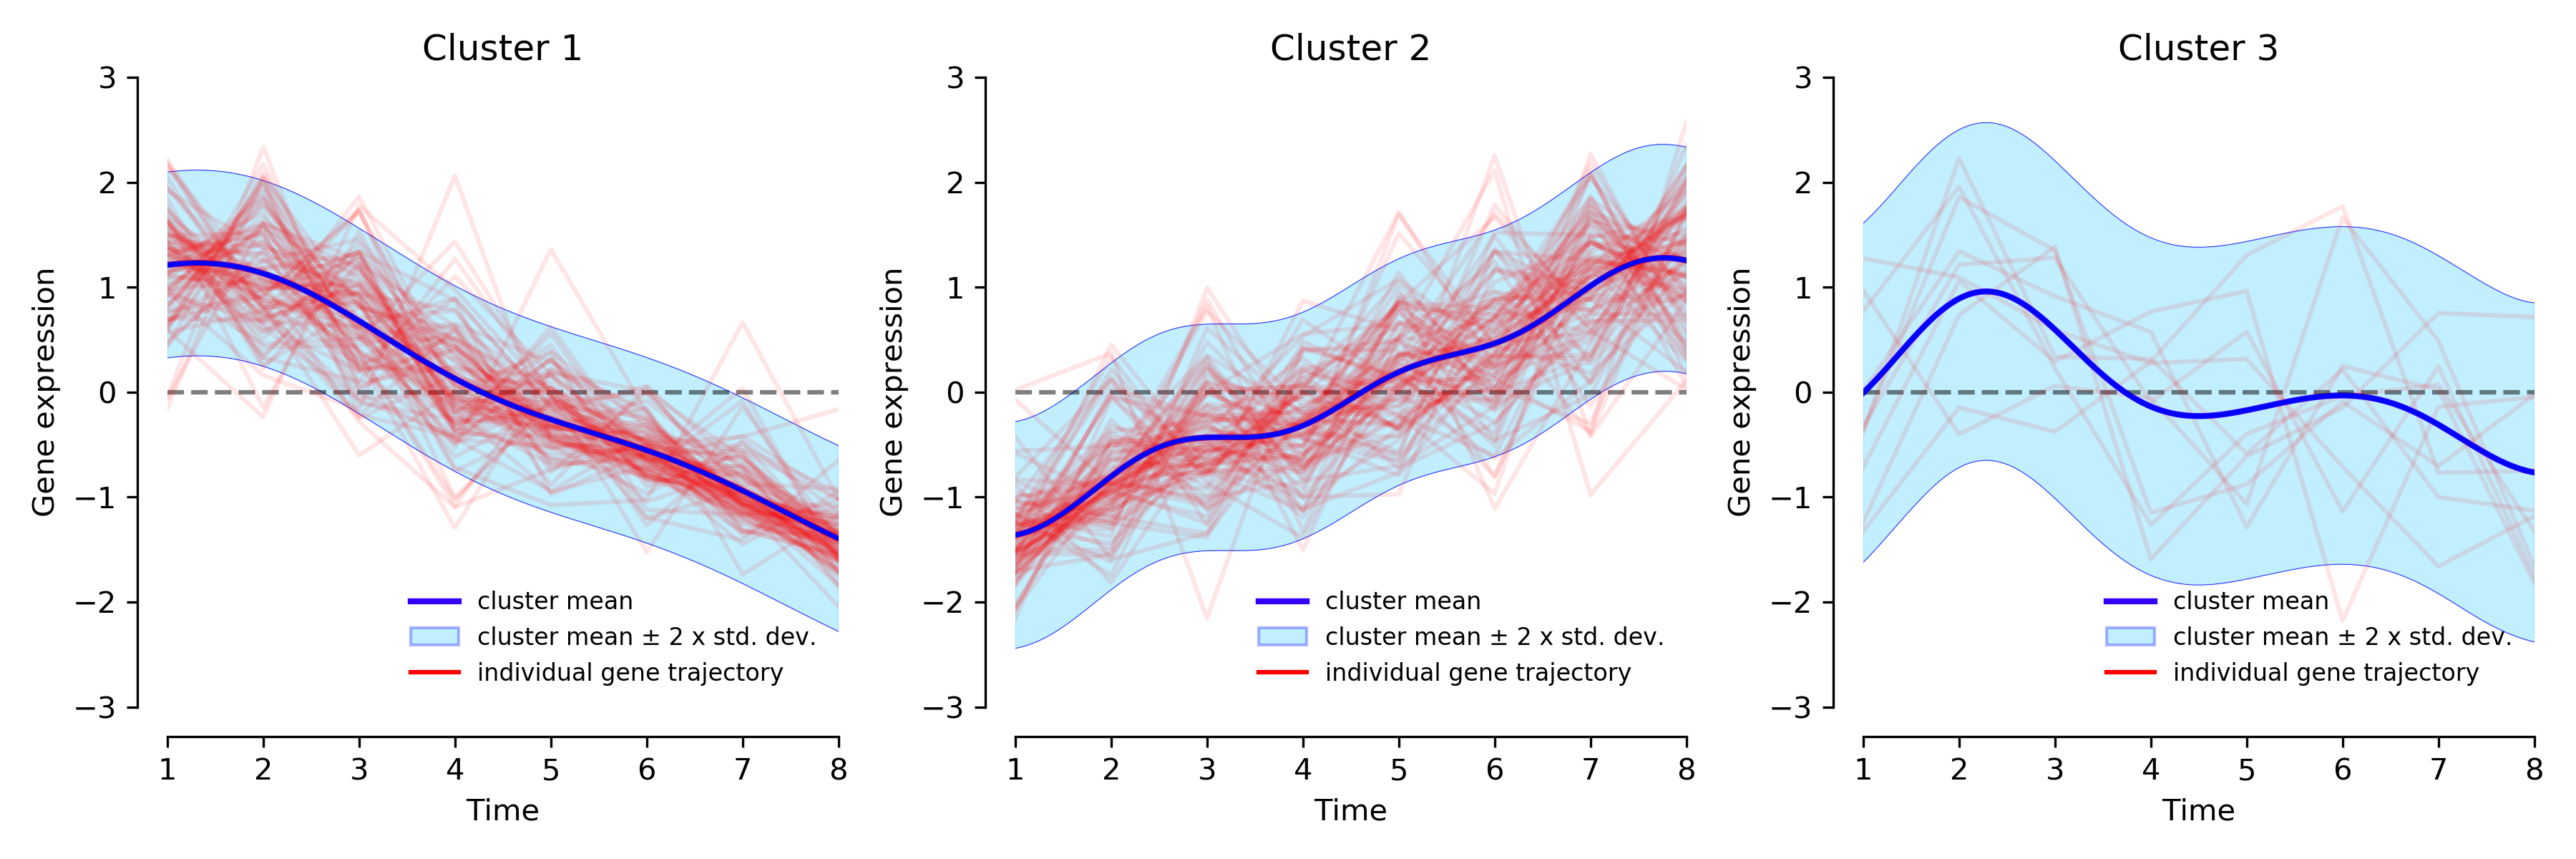 Cluster 1
Gene expression
3
2
1
0
−1
−2
−3
cluster mean
cluster mean ± 2 x std. dev.
individual gene trajectory
1 2 3 4 5 6 7 8
Time
Cluster 2
Gene expression
3
2
1
0
−1
−2
−3
cluster mean
cluster mean ± 2 x std. dev.
individual gene trajectory
1 2 3 4 5 6 7 8
Time
Cluster 3
Gene expression
3
2
1
0
−1
−2
−3
cluster mean
cluster mean ± 2 x std. dev.
individual gene trajectory
1 2 3 4 5 6 7 8
Time